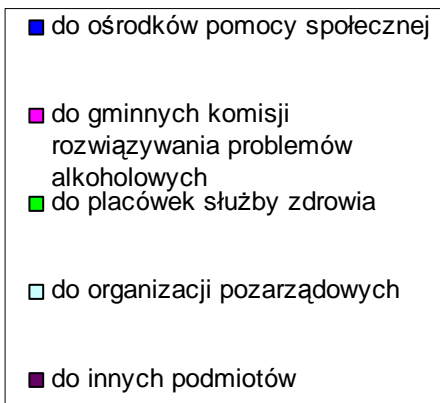 do ośrodków pomocy społecznej
do gminnych komisji
rozwiązywania problemów
alkoholowych
do placówek służby zdrowia
do organizacji pozarządowych
do innych podmiotów